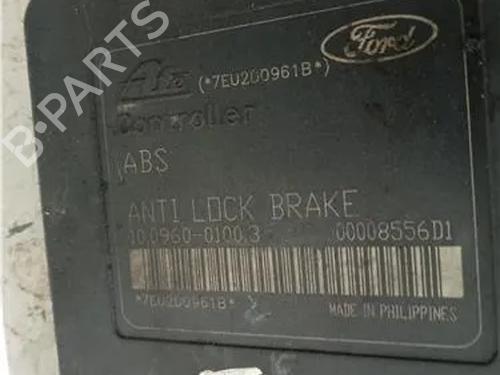 Ate (*7EU200961B*) Ford
Controller
ABS
ANTI LOCK BRAKE
10.0960-0100.3 00008556D1
*7EU200961B* MADE IN PHILIPPINES
B-PARTS